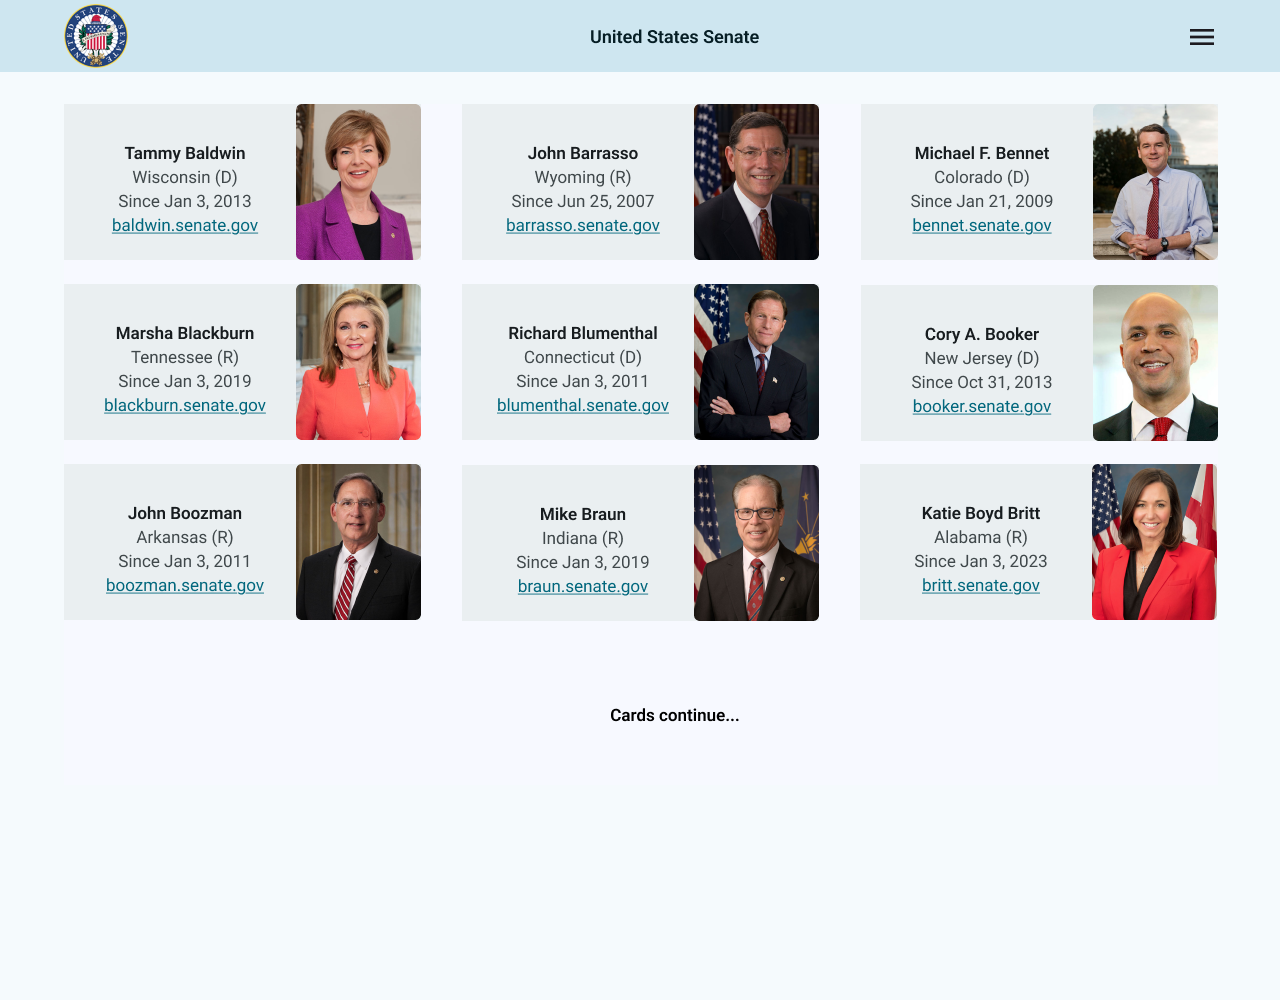 UNITED STATES SENATE
United States Senate
Tammy Baldwin
Wisconsin (D)
Since Jan 3, 2013
baldwin.senate.gov
John Barrasso
Wyoming (R)
Since Jun 25, 2007
barrasso.senate.gov
Michael F. Bennet
Colorado (D)
Since Jan 21, 2009
bennet.senate.gov
Marsha Blackburn
Tennessee (R)
Since Jan 3, 2019
blackburn.senate.gov
Richard Blumenthal
Connecticut (D)
Since Jan 3, 2011
blumenthal.senate.gov
Cory A. Booker
New Jersey (D)
Since Oct 31, 2013
booker.senate.gov
John Boozman
Arkansas (R)
Since Jan 3, 2011
boozman.senate.gov
Mike Braun
Indiana (R)
Since Jan 3, 2019
braun.senate.gov
Katie Boyd Britt
Alabama (R)
Since Jan 3, 2023
britt.senate.gov
Cards continue...